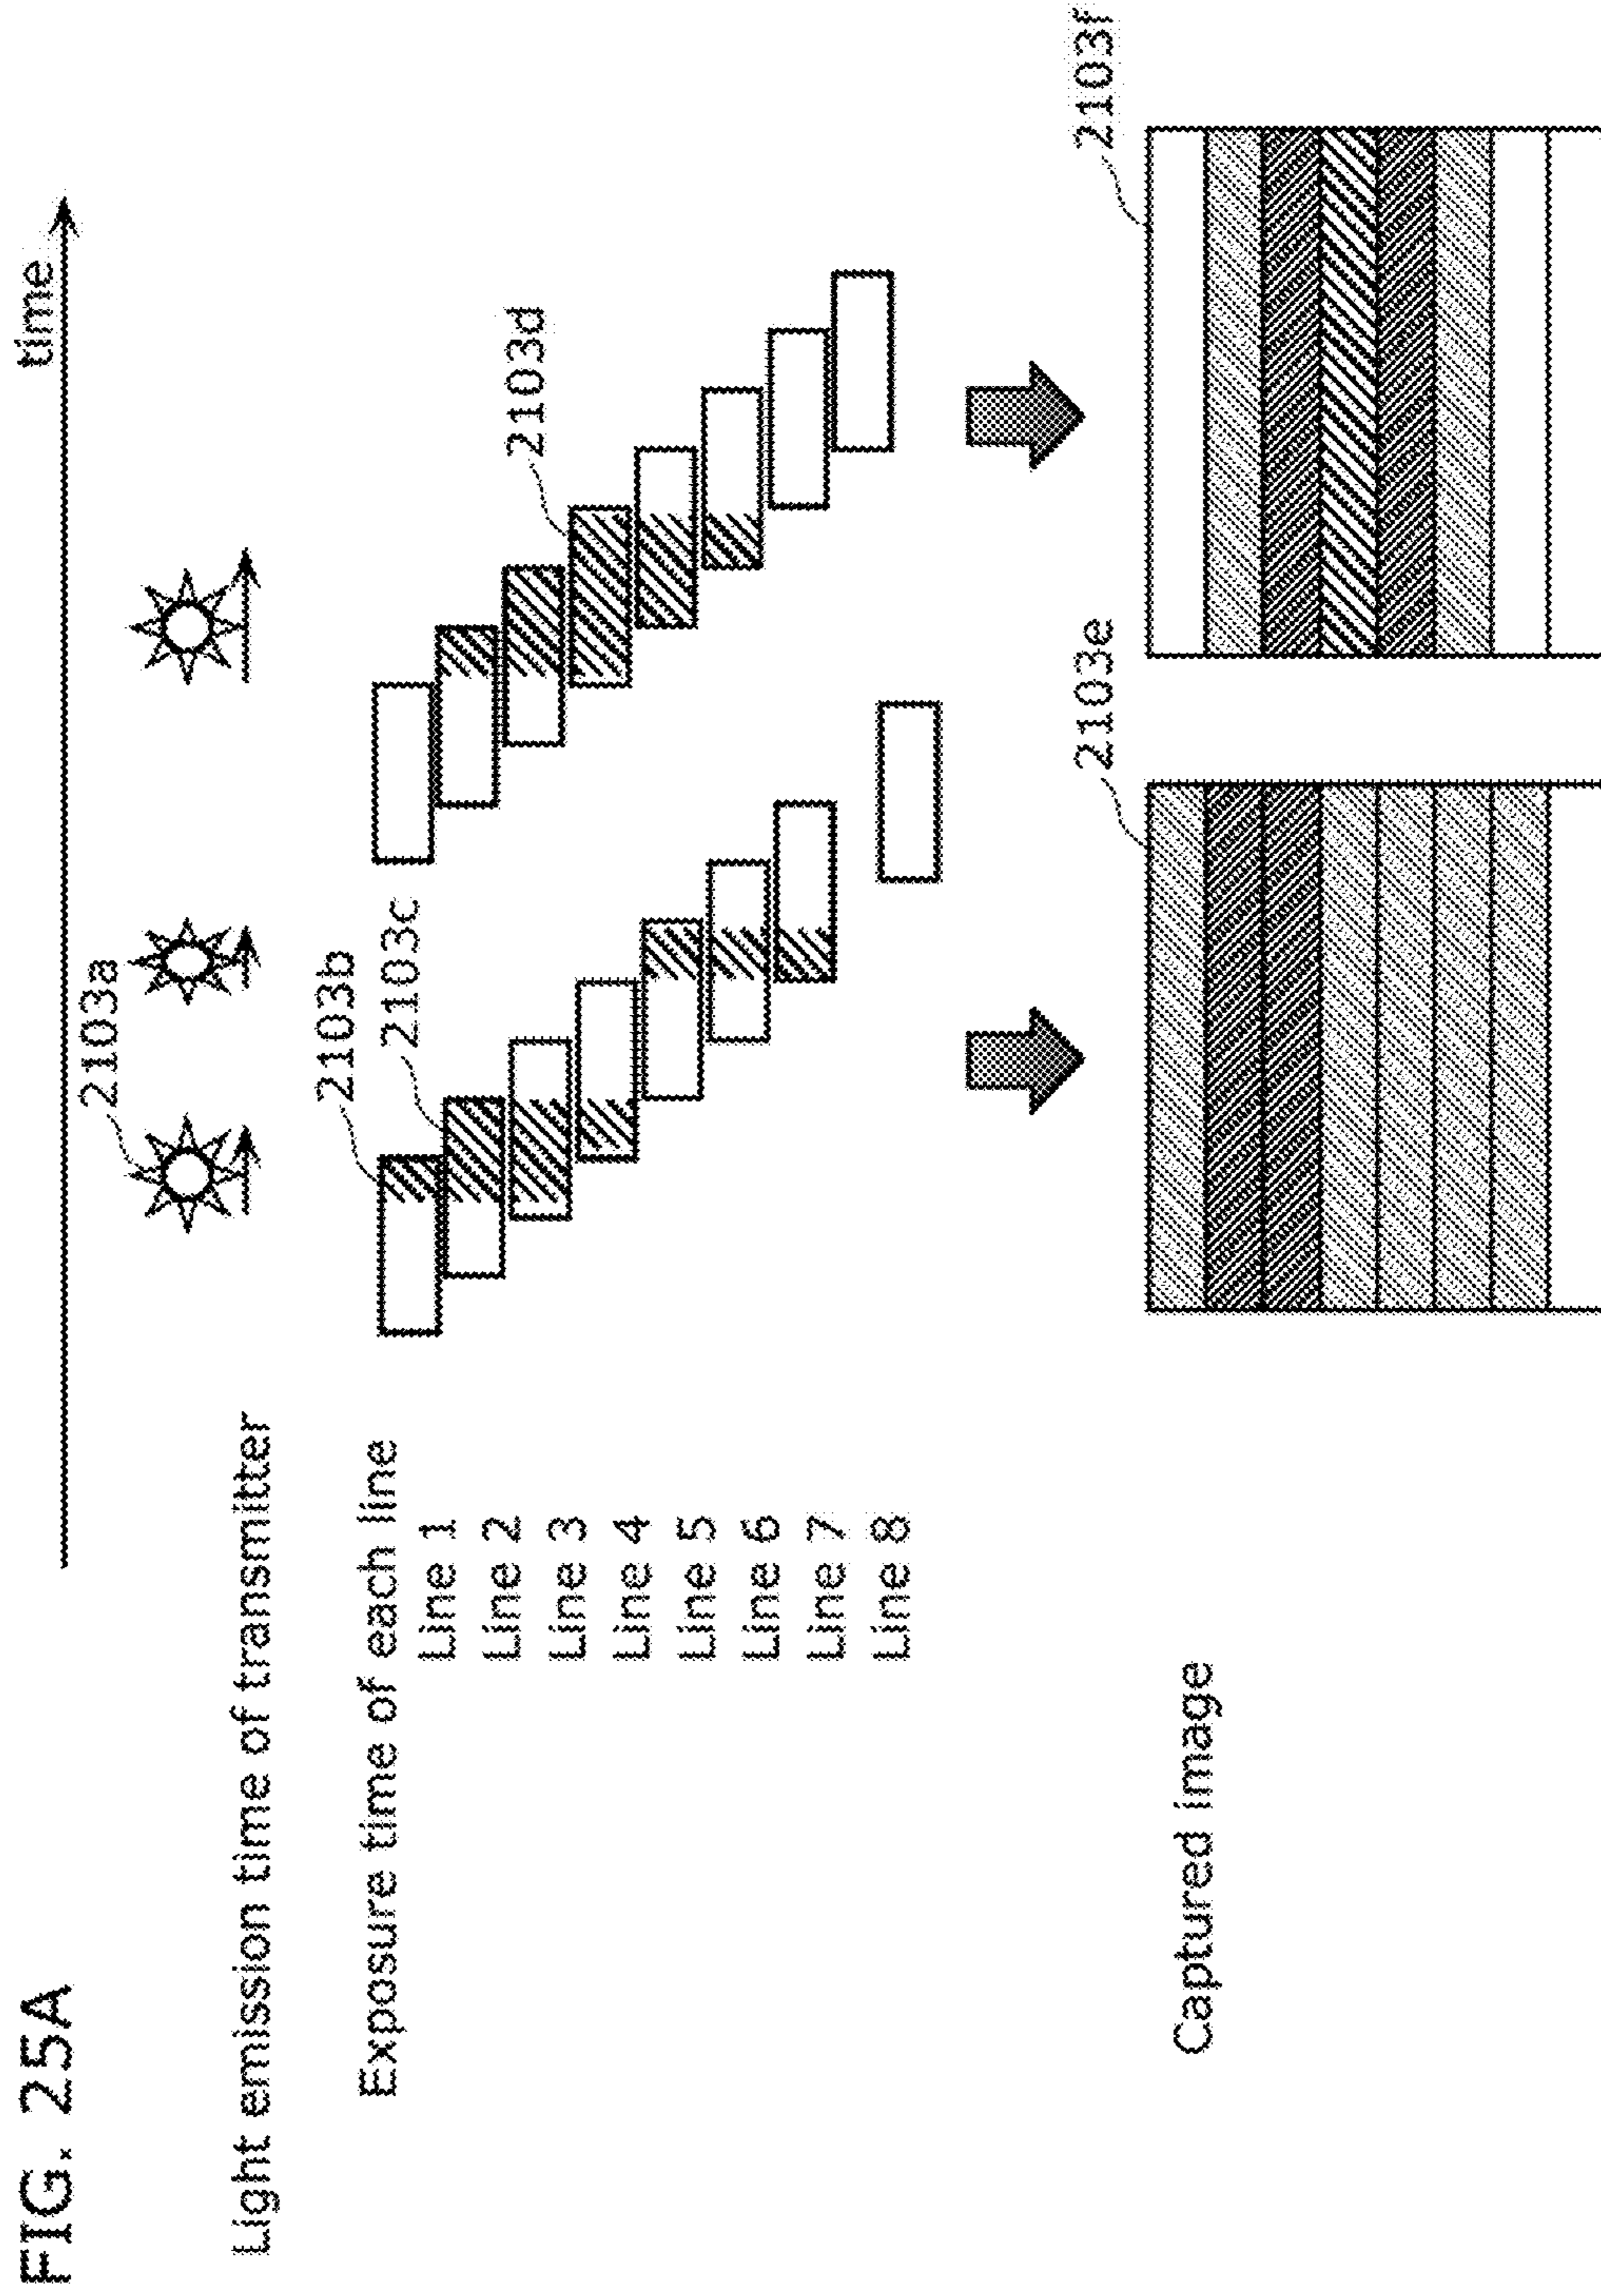 FIG. 25A
time
2103a
Light emission time of transmitter
2103b
2103c
2103d
Exposure time of each line
Line 1
Line 2
Line 3
Line 4
Line 5
Line 6
Line 7
Line 8
2103e
2103f
Captured image